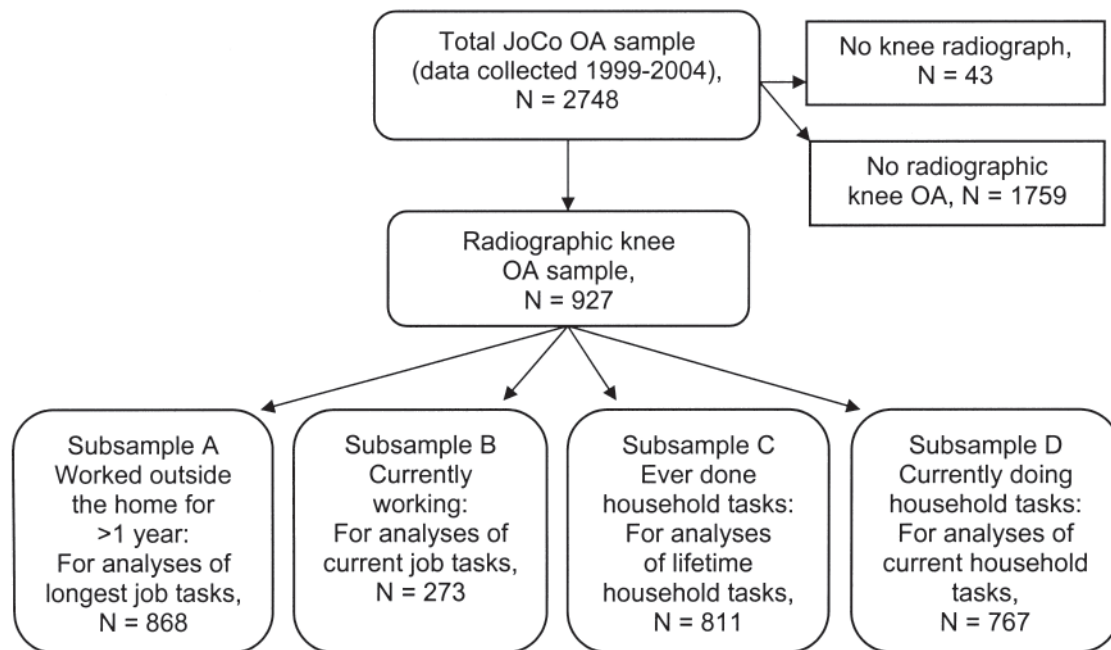 Total JoCo OA sample
(data collected 1999-2004),
N = 2748
No knee radiograph,
N = 43
No radiographic
knee OA, N = 1759
Radiographic knee
OA sample,
N = 927
Subsample A
Worked outside
the home for
>1 year:
For analyses of
longest job tasks,
N = 868
Subsample B
Currently
working:
For analyses of
current job tasks,
N = 273
Subsample C
Ever done
household tasks:
For analyses
of lifetime
household tasks,
N = 811
Subsample D
Currently doing
household tasks:
For analyses of
current household
tasks,
N = 767